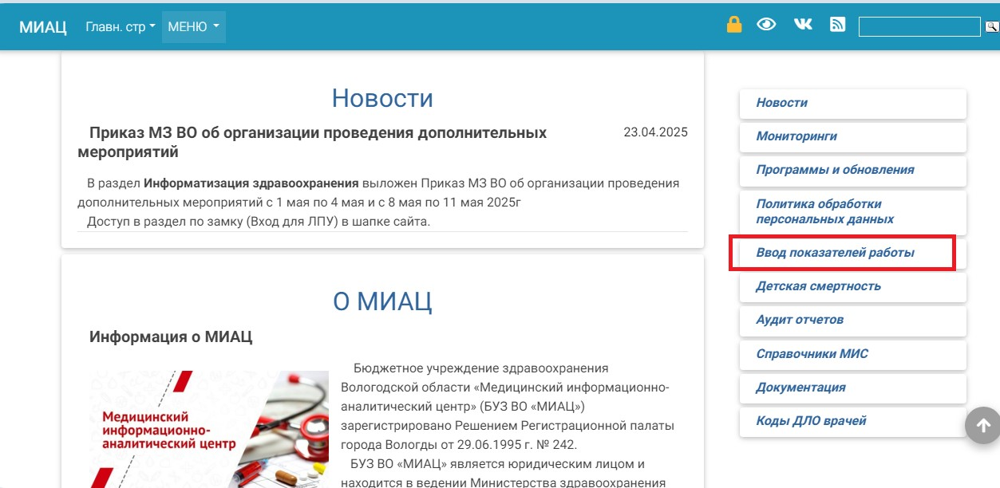 МИАЦ Главн. стр МЕНЮ
Новости
Приказ МЗ ВО об организации проведения дополнительных
мероприятий
23.04.2025
В раздел Информатизация здравоохранения выложен Приказ МЗ ВО об организации проведения
дополнительных мероприятий с 1 мая по 4 мая и с 8 мая по 11 мая 2025г
Доступ в раздел по замку (Вход для ЛПУ) в шапке сайта.
О МИАЦ
Информация о МИАЦ
Медицинский
информационно-
аналитический центр
Бюджетное учреждение здравоохранения
Вологодской области «Медицинский информационно-
аналитический центр» (БУЗ ВО «МИАЦ»)
зарегистрировано Решением Регистрационной палаты
города Вологды от 29.06.1995 г. № 242.
БУЗ ВО «МИАЦ» является юридическим лицом и
находится в ведении Министерства здравоохранения
Новости
Мониторинги
Программы и обновления
Политика обработки
персональных данных
Ввод показателей работы
Детская смертность
Аудит отчетов
Справочники МИС
Документация
Коды ДЛО врачей